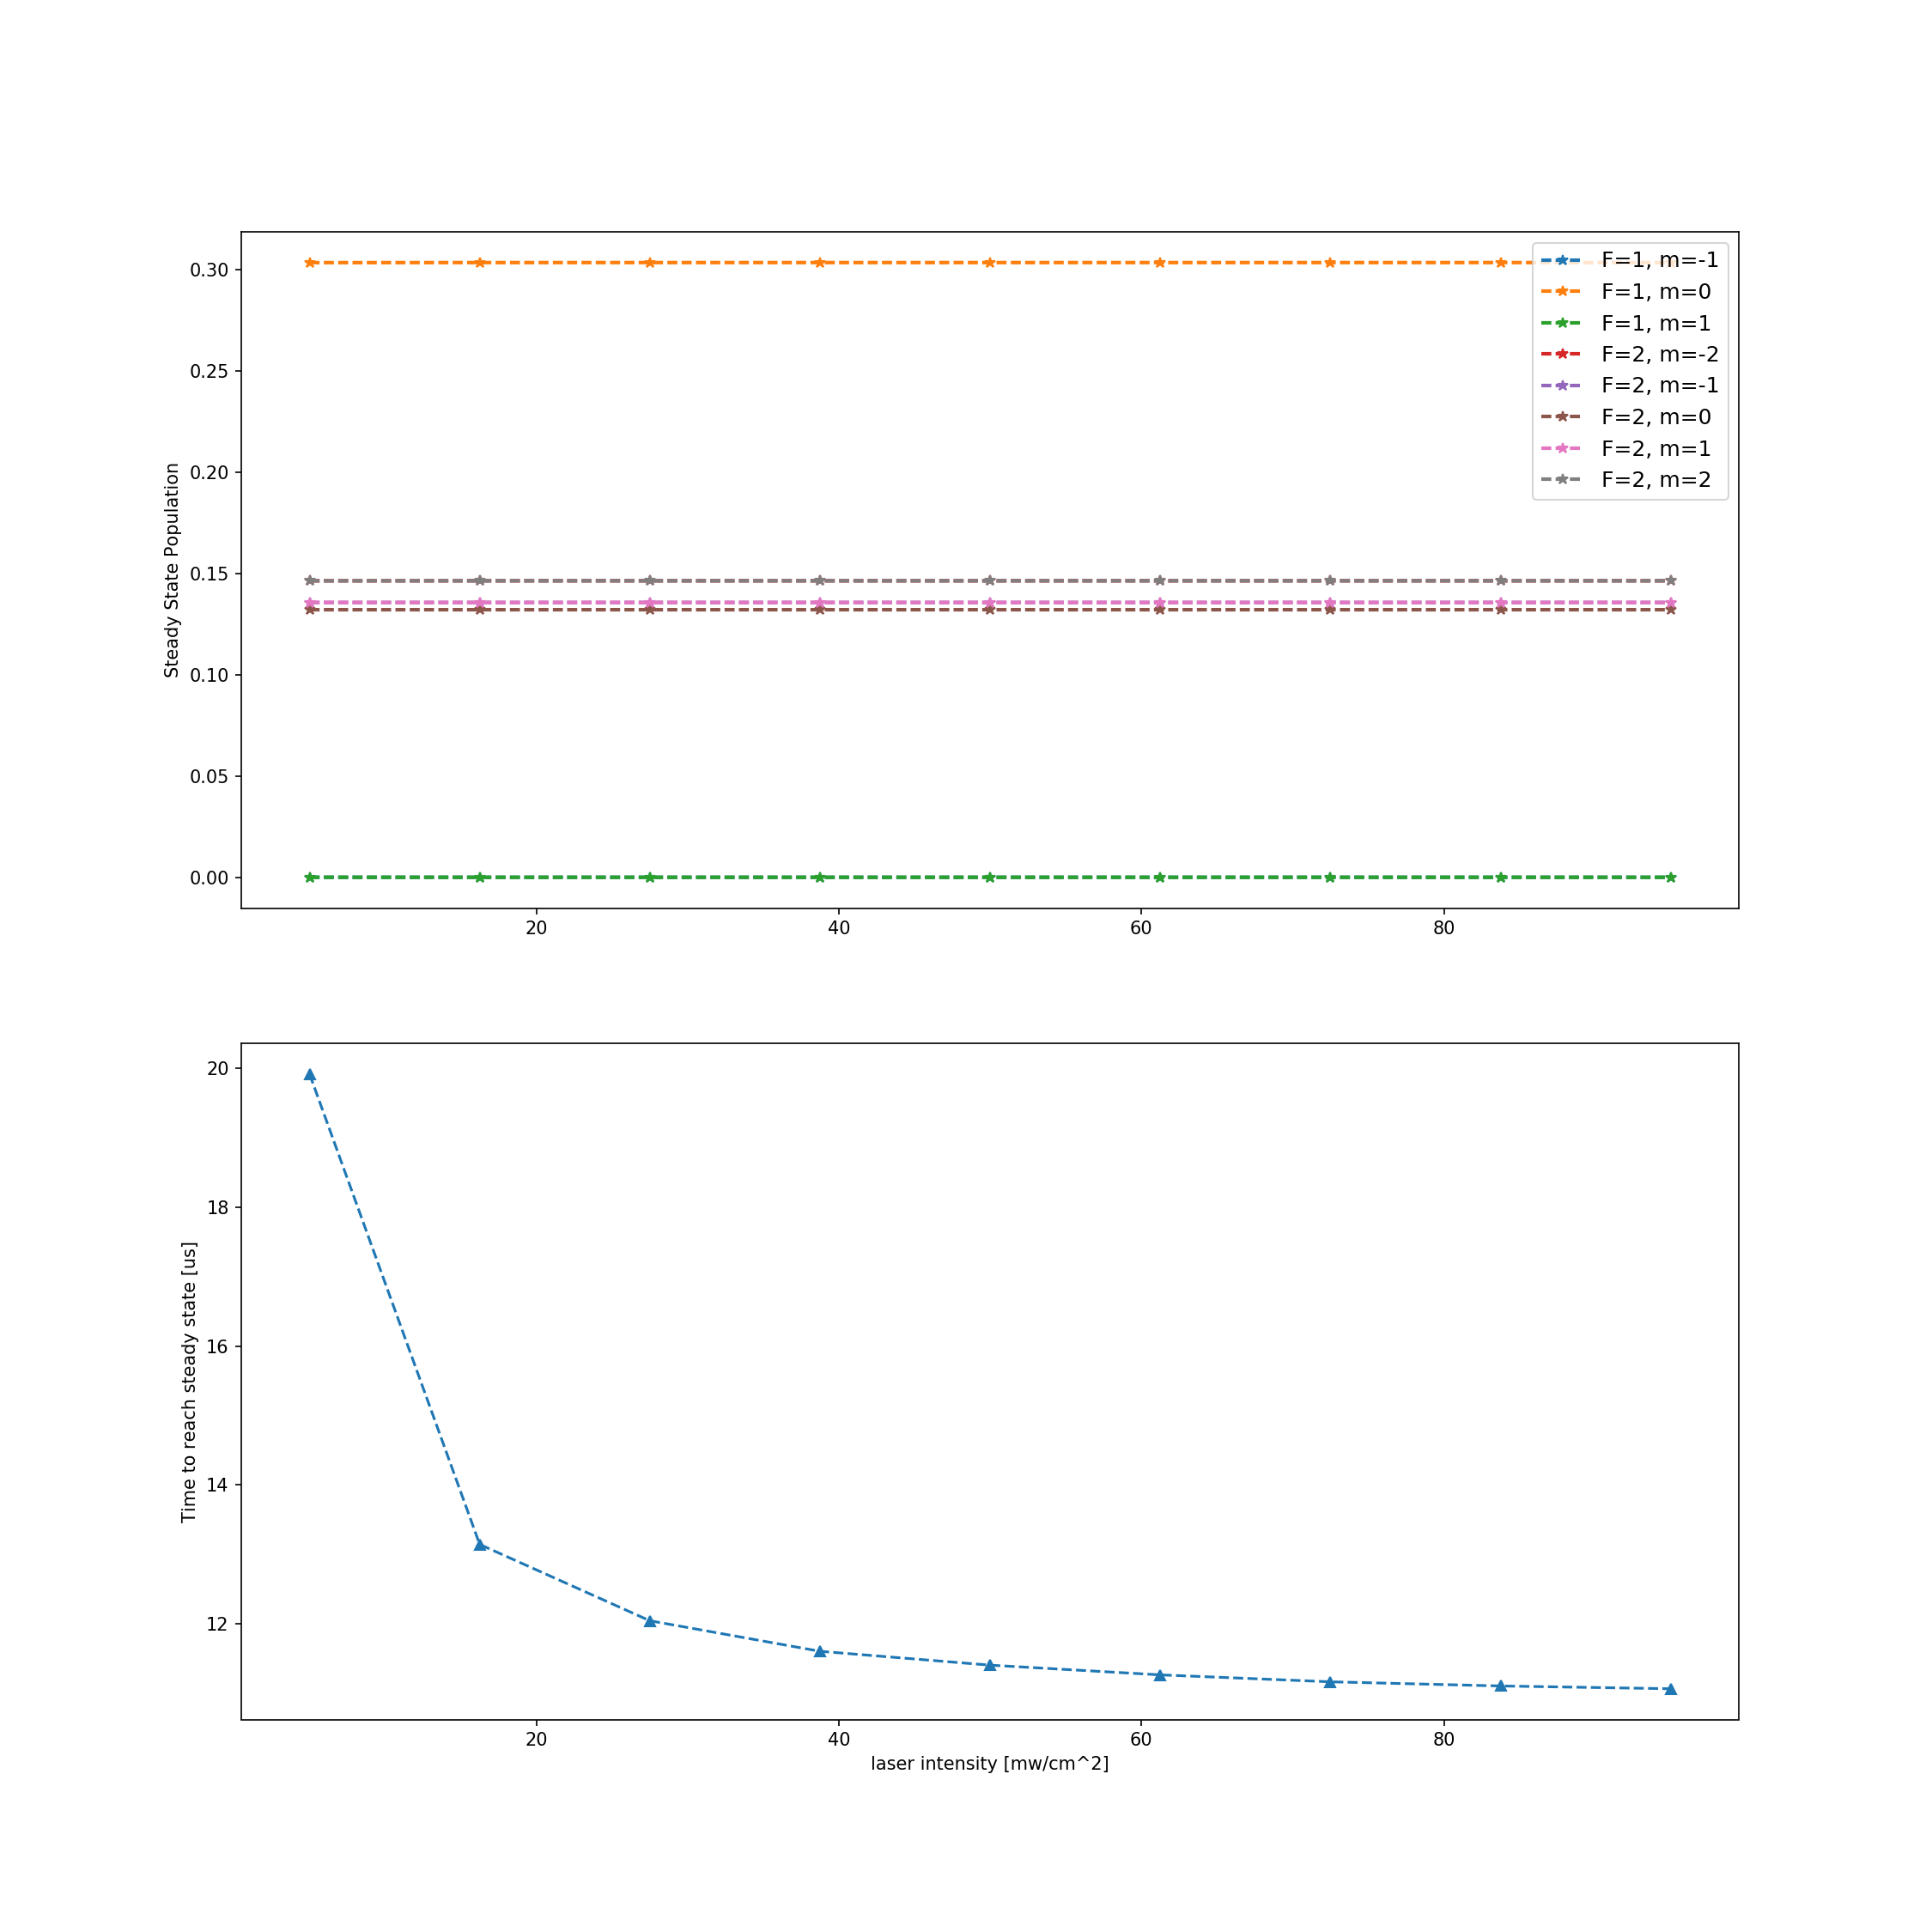 0.30
0.25
0.20
0.15
0.10
0.05
0.00
Steady State Population
F=1, m=-1
F=1, m=0
F=1, m=1
F=2, m=-2
F=2, m=-1
F=2, m=0
F=2, m=1
F=2, m=2
20 40 60 80
20
18
16
14
12
Time to reach steady state [us]
20 40 60 80
laser intensity [mw/cm^2]